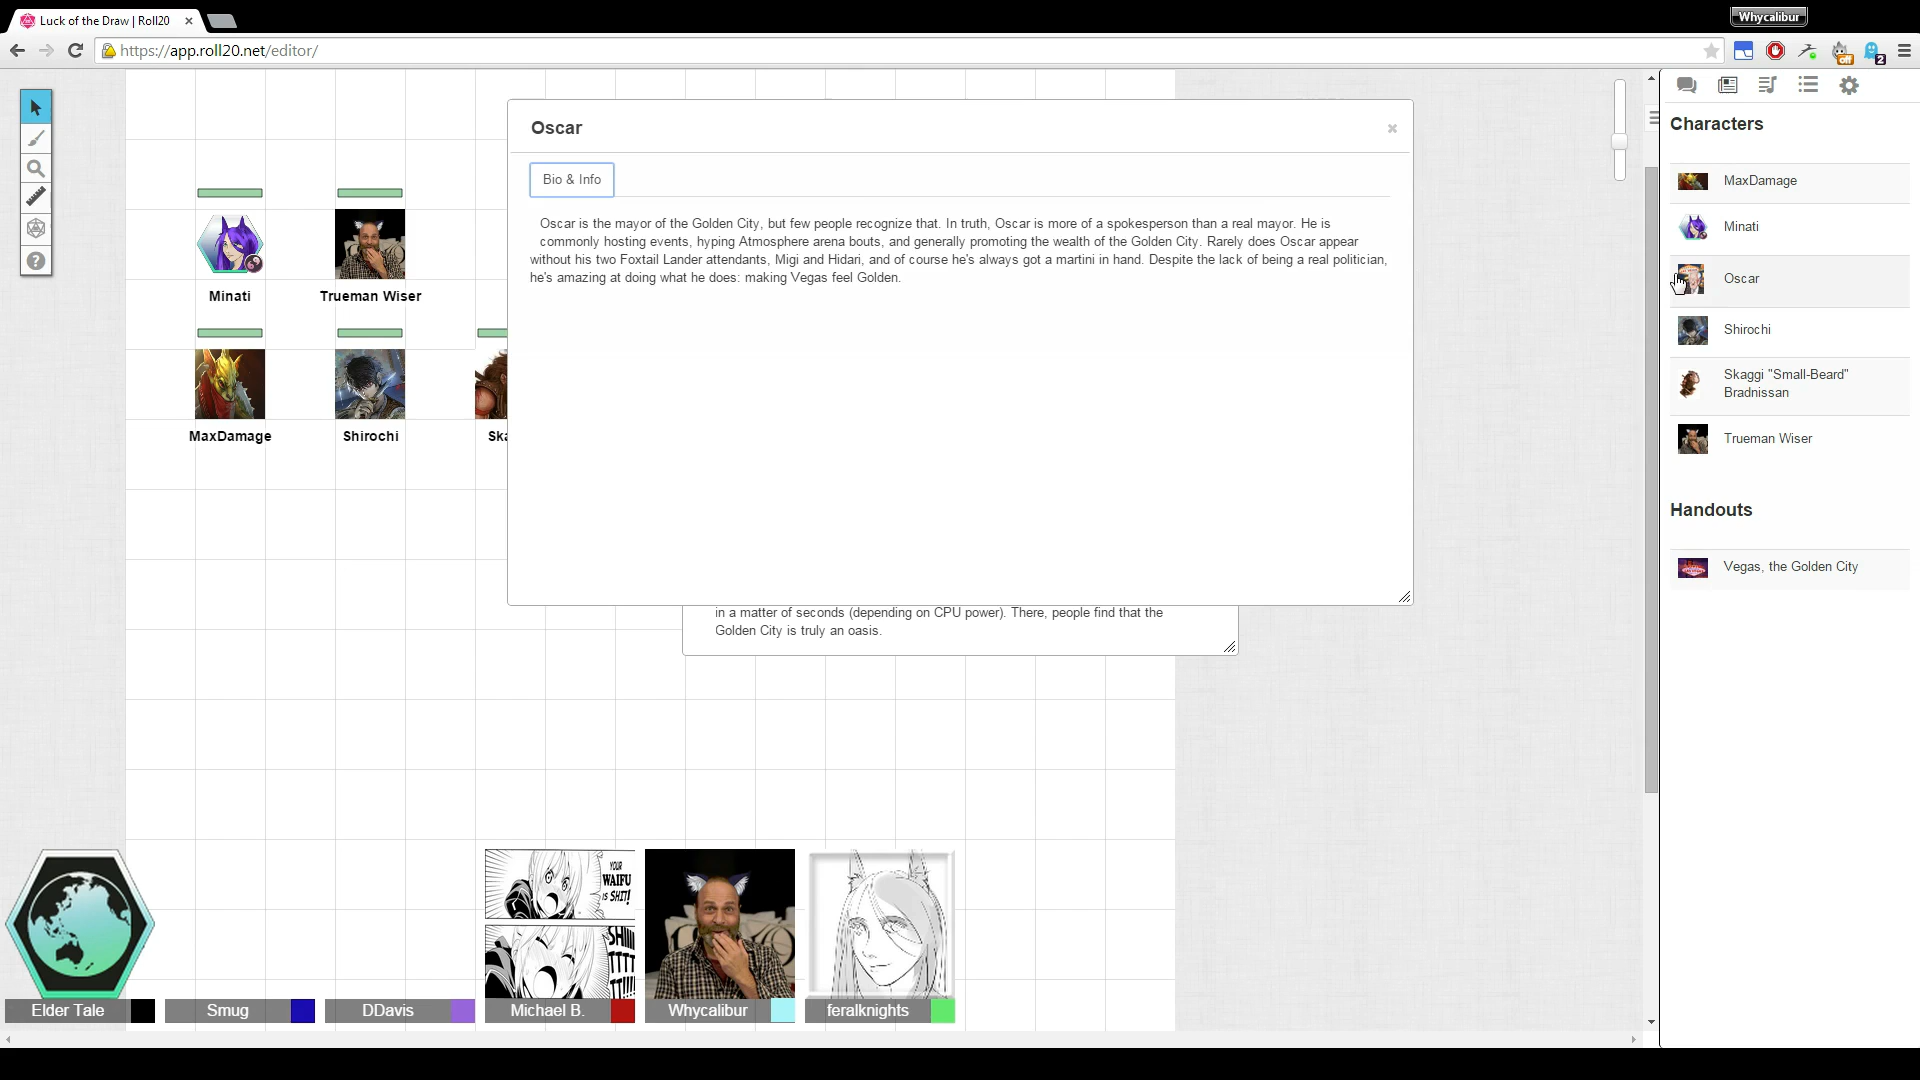 Luck of the Draw | Roll20
Whycalibur
https://app.roll20.net/editor/
off
2
Oscar
Bio & Info
Oscar is the mayor of the Golden City, but few people recognize that. In truth, Oscar is more of a spokesperson than a real mayor. He is
commonly hosting events, hyping Atmosphere arena bouts, and generally promoting the wealth of the Golden City. Rarely does Oscar appear
without his two Foxtail Lander attendants, Migi and Hidari, and of course he's always got a martini in hand. Despite the lack of being a real politician,
he's amazing at doing what he does: making Vegas feel Golden.
in a matter of seconds (depending on CPU power). There, people find that the
Golden City is truly an oasis.
Minati
Trueman Wiser
MaxDamage
Shirochi
Ska
Characters
MaxDamage
Minati
Oscar
Shirochi
Skaggi "Small-Beard"
Bradnissan
Trueman Wiser
Handouts
Vegas, the Golden City
YOUR
WAIFU
IS SHIT!
Elder Tale
Smug
DDavis
Michael B.
Whycalibur
feralknights